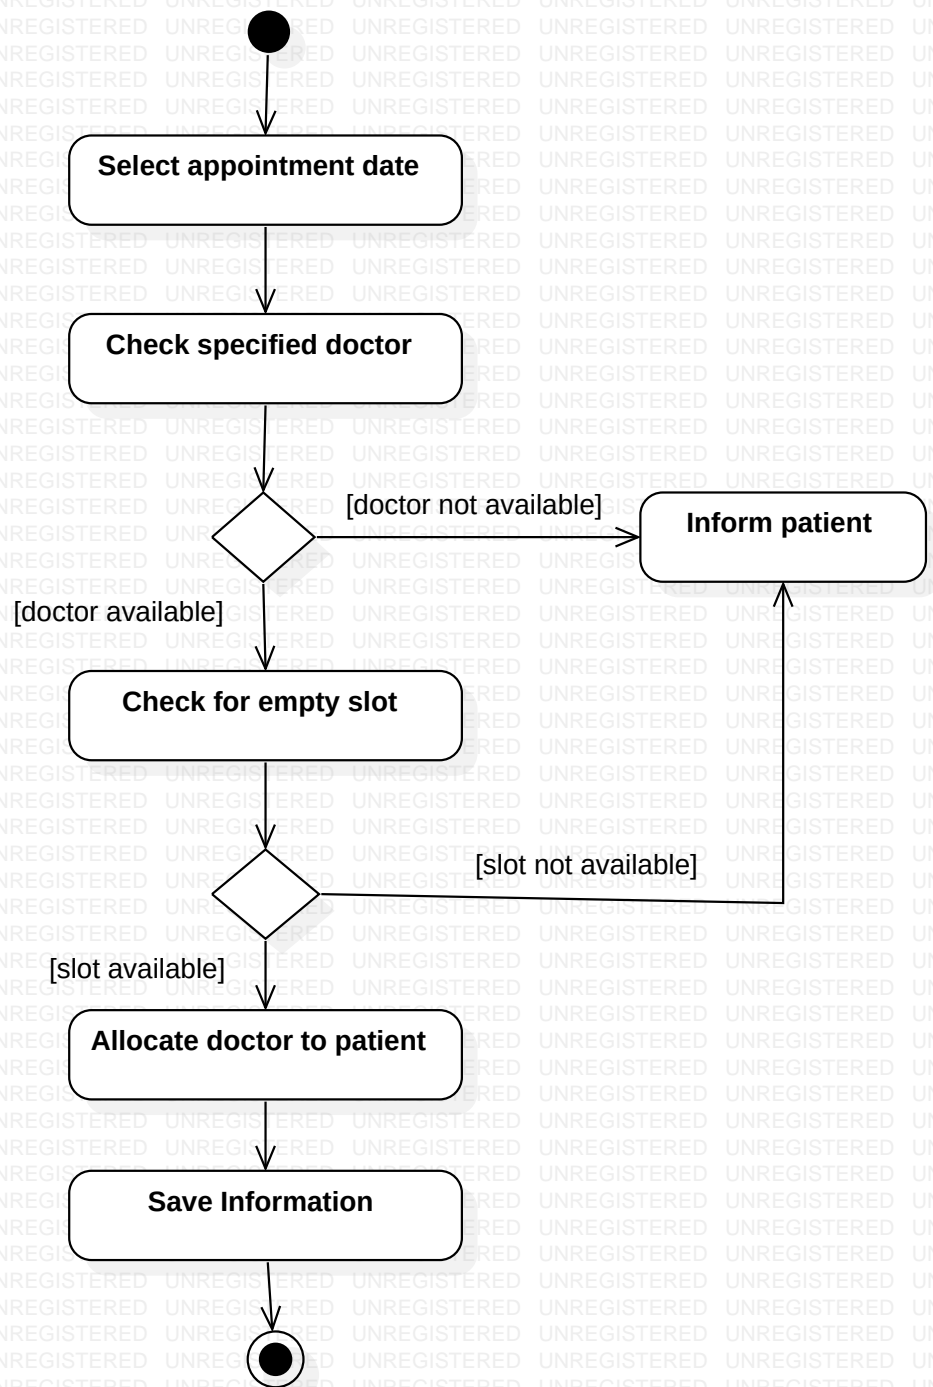 Select appointment date
Check specified doctor
[doctor not available]
Inform patient
[doctor available]
Check for empty slot
[slot not available]
[slot available]
Allocate doctor to patient
Save Information
UNREGISTERED